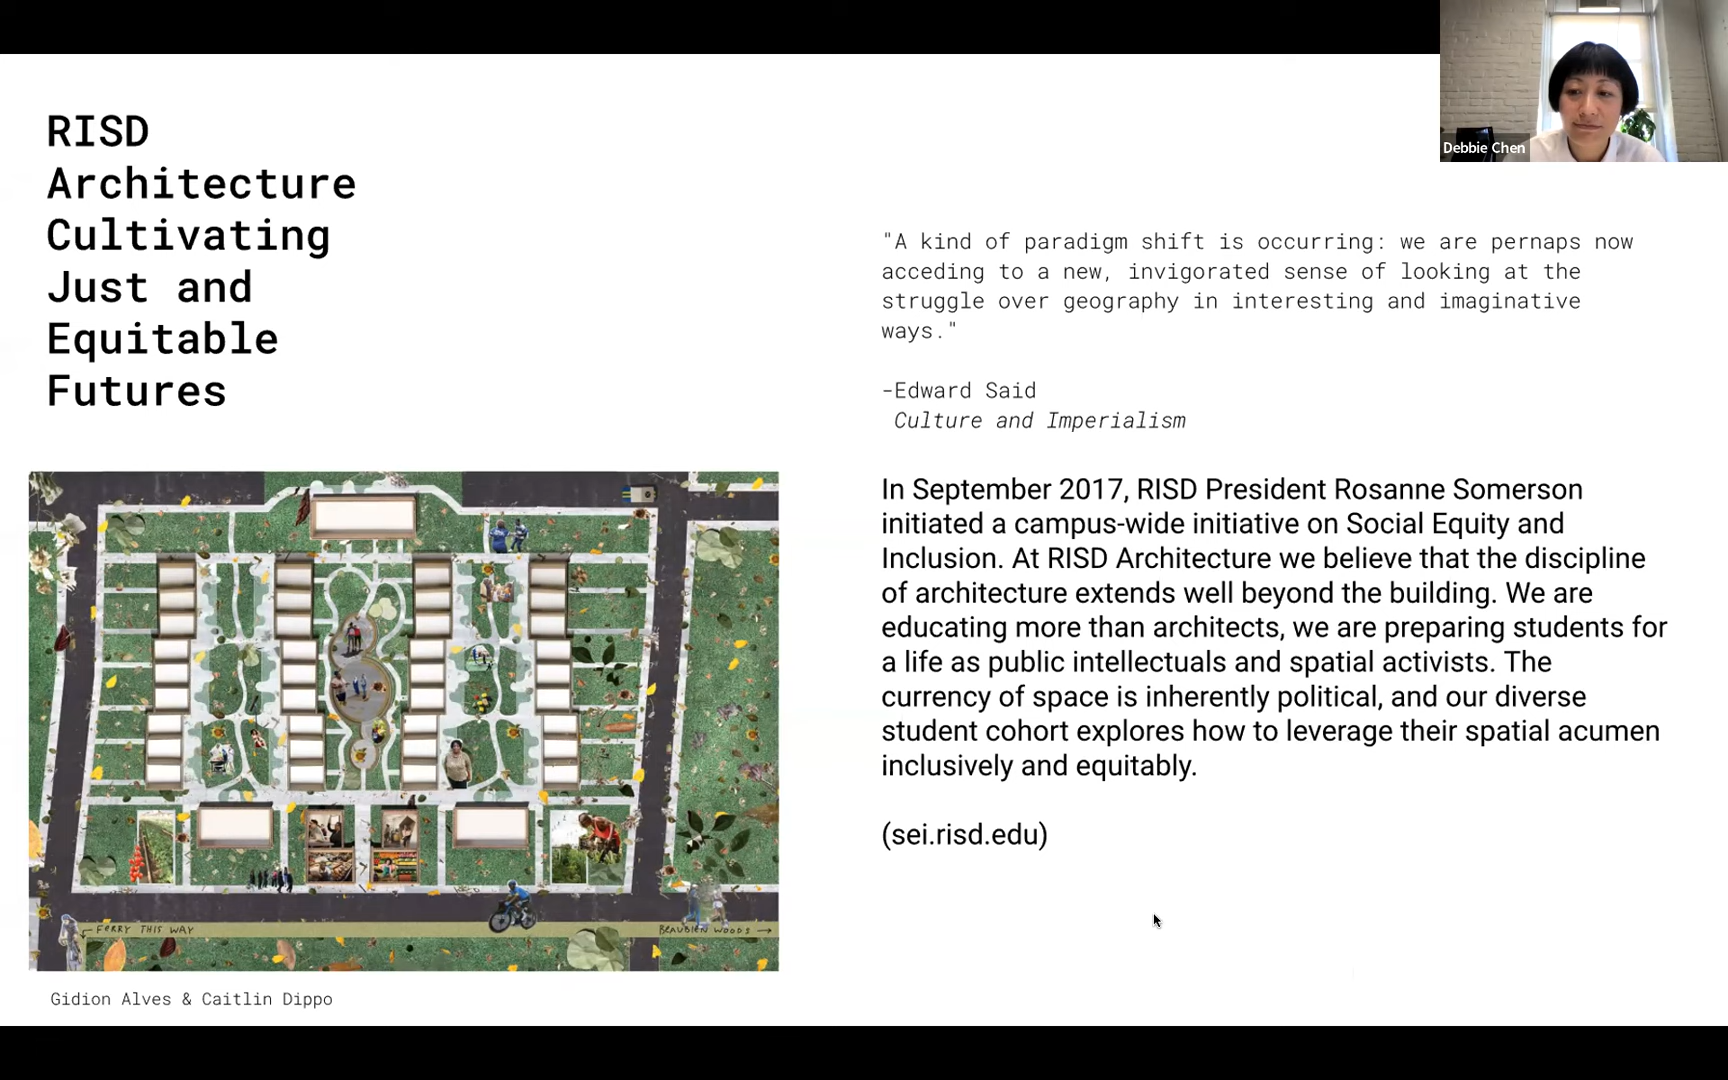 RISD
Architecture
Cultivating
Just and
Equitable
Futures
Debbie Chen
"A kind of paradigm shift is occurring: we are pernaps now
acceding to a new, invigorated sense of looking at the
struggle over geography in interesting and imaginative
ways."
-Edward Said
Culture and Imperialism
In September 2017, RISD President Rosanne Somerson
initiated a campus-wide initiative on Social Equity and
Inclusion. At RISD Architecture we believe that the discipline
of architecture extends well beyond the building. We are
educating more than architects, we are preparing students for
a life as public intellectuals and spatial activists. The
currency of space is inherently political, and our diverse
student cohort explores how to leverage their spatial acumen
inclusively and equitably.
(sei.risd.edu)
← FERRY THIS WAY
BEAUBIEN WOODS →
Gidion Alves & Caitlin Dippo